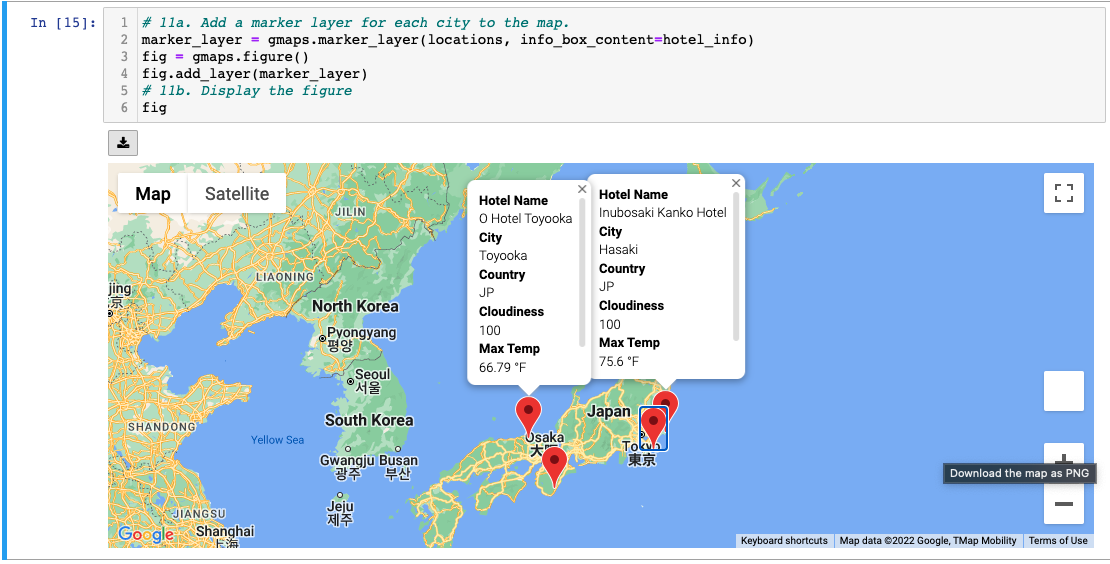 In [15]:
1 # 11a. Add a marker layer for each city to the map.
2 marker_layer = gmaps.marker_layer(locations, info_box_content=hotel_info)
3 fig = gmaps.figure()
4 fig.add_layer(marker_layer)
5 # 11b. Display the figure
6 fig
Map Satellite
Hotel Name
O Hotel Toyooka
City
Toyooka
Country
JP
Cloudiness
100
Max Temp
66.79 °F
Hotel Name
Inubosaki Kanko Hotel
City
Hasaki
Country
JP
Cloudiness
100
Max Temp
75.6 °F
JILIN
LIAONING
jing
京
North Korea
Pyongyang
평양
Seoul
서울
South Korea
SHANDONG
Yellow Sea
Gwangju
광주
Busan
부산
Jeju
제주
JIANGSU
Shanghai
上海
Japan
Osaka
大阪
Tokyo
東京
Download the map as PNG
Google
Keyboard shortcuts Map data ©2022 Google, TMap Mobility Terms of Use